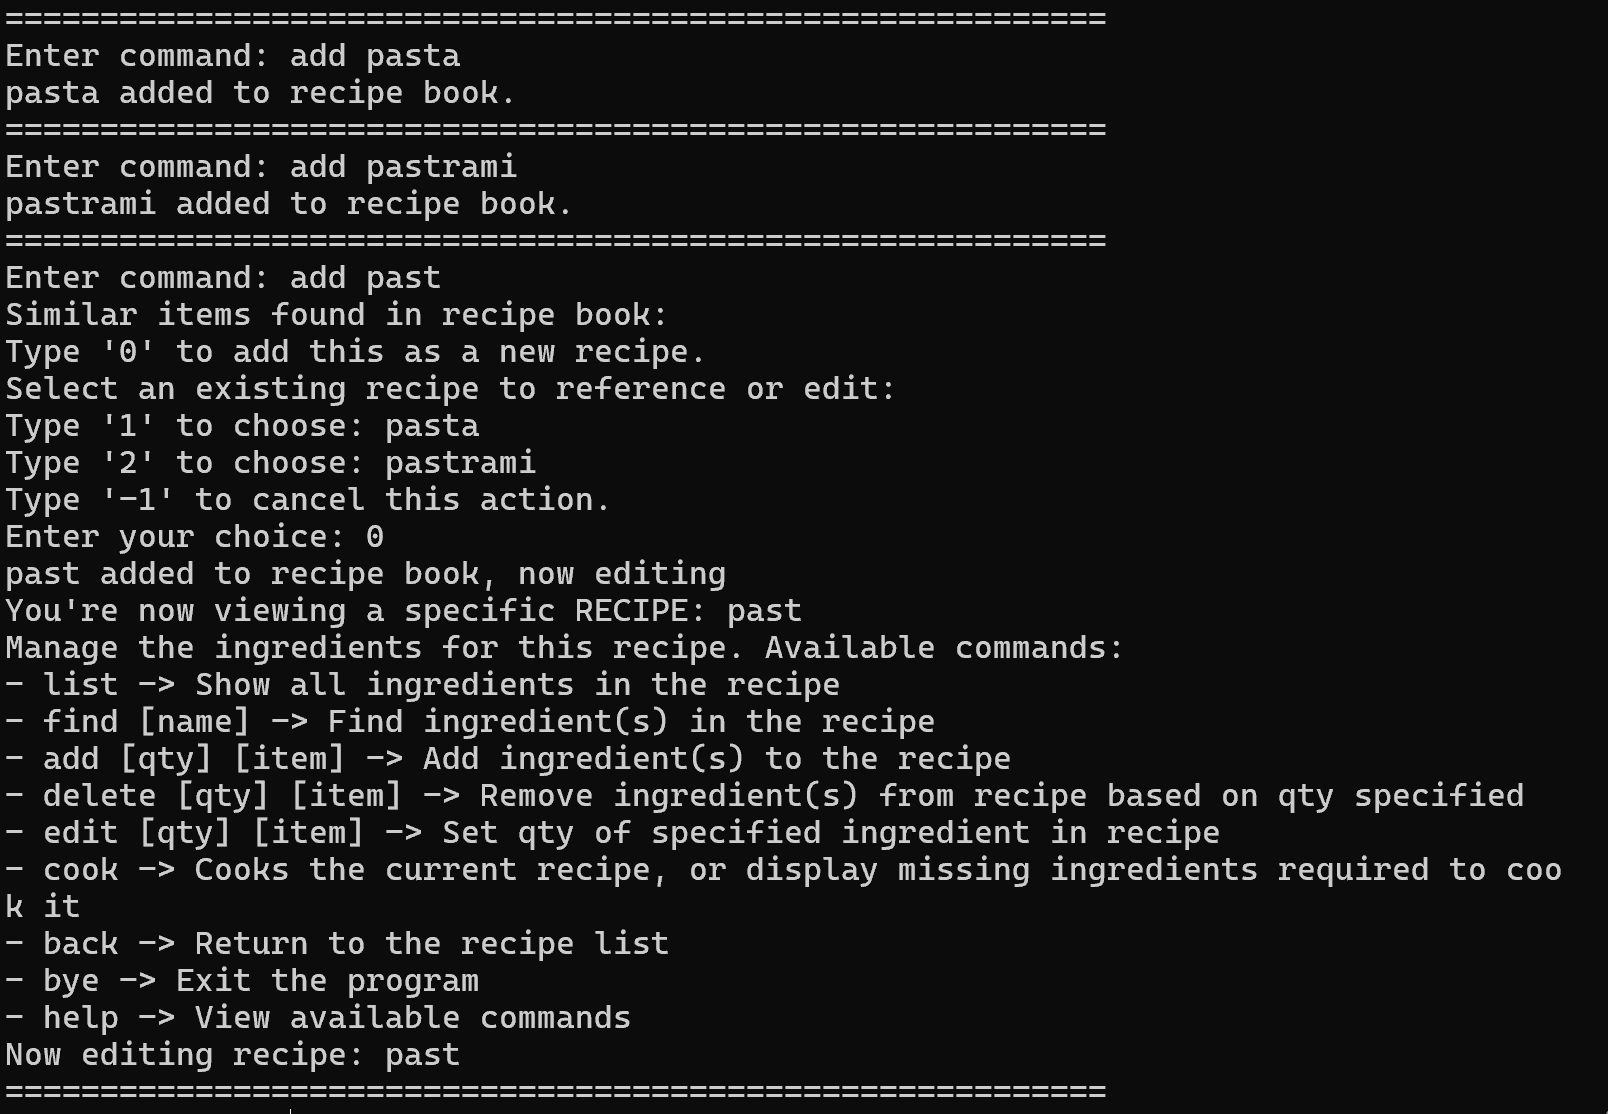 ==========================================================
Enter command: add pasta
pasta added to recipe book.
==========================================================
Enter command: add pastrami
pastrami added to recipe book.
==========================================================
Enter command: add past
Similar items found in recipe book:
Type '0' to add this as a new recipe.
Select an existing recipe to reference or edit:
Type '1' to choose: pasta
Type '2' to choose: pastrami
Type '-1' to cancel this action.
Enter your choice: 0
past added to recipe book, now editing
You're now viewing a specific RECIPE: past
Manage the ingredients for this recipe. Available commands:
- list -> Show all ingredients in the recipe
- find [name] -> Find ingredient(s) in the recipe
- add [qty] [item] -> Add ingredient(s) to the recipe
- delete [qty] [item] -> Remove ingredient(s) from recipe based on qty specified
- edit [qty] [item] -> Set qty of specified ingredient in recipe
- cook -> Cooks the current recipe, or display missing ingredients required to coo
k it
- back -> Return to the recipe list
- bye -> Exit the program
- help -> View available commands
Now editing recipe: past
==========================================================